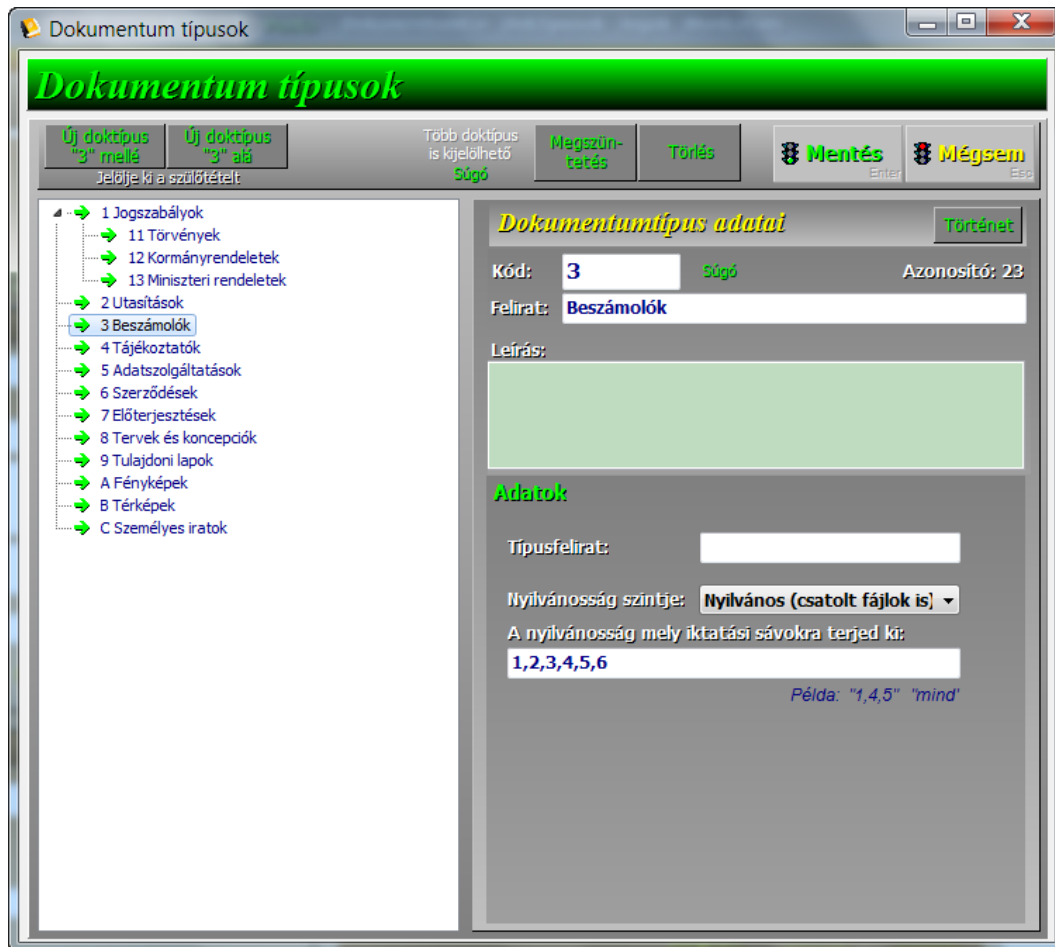 Dokumentum típusok
Dokumentum típusok
Új doktípus "3" mellé
Új doktípus "3" alá
Jelölje ki a szülőtételt
Több doktípus is kijelölhető
Súgó
Megszün-
tetés
Törlés
Mentés
Enter
Mégsem
Esc
1 Jogszabályok
11 Törvények
12 Kormányrendeletek
13 Miniszteri rendeletek
2 Utasítások
3 Beszámolók
4 Tájékoztatók
5 Adatszolgáltatások
6 Szerződések
7 Előterjesztések
8 Tervek és koncepciók
9 Tulajdoni lapok
A Fényképek
B Térképek
C Személyes iratok
Dokumentumtípus adatai
Történet
Kód: 3 Súgó Azonosító: 23
Felirat: Beszámolók
Leírás:
Adatok
Típusfelirat:
Nyilvánosság szintje: Nyilvános (csatolt fájlok is)
A nyilvánosság mely iktatási sávokra terjed ki:
1,2,3,4,5,6
Példa: "1,4,5" "mind'